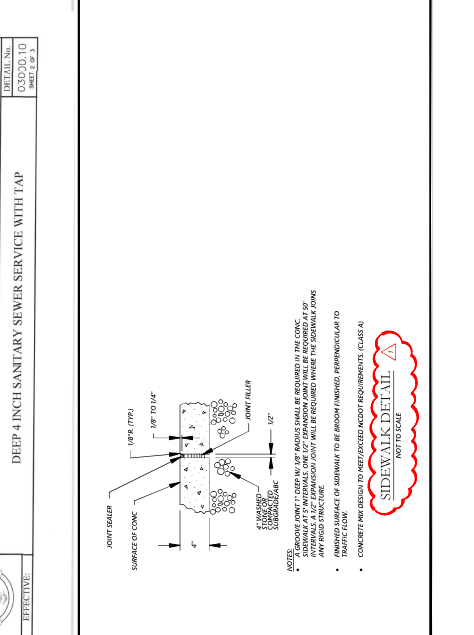 DETAIL No.
03000.10
SHEET 2 OF 3
DEEP 4 INCH SANITARY SEWER SERVICE WITH TAP
EFFECTIVE:
JOINT SEALER
1/8"R. (TYP.)
1/8" TO 1/4"
SURFACE OF CONC
4"
JOINT FILLER
1/2"
4" WASHED
STONE OR
COMPACTED
SUBGRADE/ABC
NOTES:
• A GROOVE JOINT 1" DEEP W/ 1/8" RADIUS SHALL BE REQUIRED IN THE CONC.
SIDEWALK AT 5' INTERVALS. ONE 1/2" EXPANSION JOINT WILL BE REQUIRED AT 50'
INTERVALS. A 1/2" EXPANSION JOINT WILL BE REQUIRED WHERE THE SIDEWALK JOINS
ANY RIGID STRUCTURE.
• FINISHED SURFACE OF SIDEWALK TO BE BROOM FINISHED, PERPENDICULAR TO
TRAFFIC FLOW.
• CONCRETE MIX DESIGN TO MEET/EXCEED NCDOT REQUIREMENTS. (CLASS A)
SIDEWALK DETAIL
NOT TO SCALE